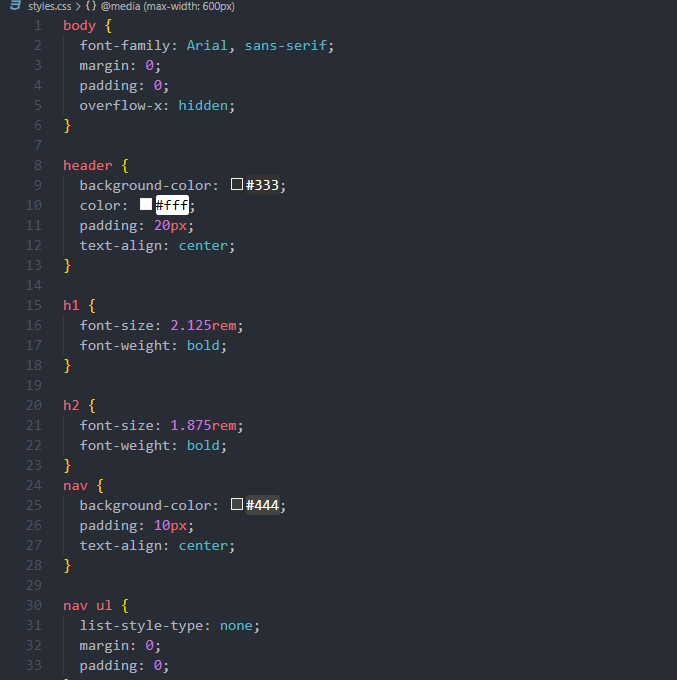 styles.css > {} @media (max-width: 600px)
1 body {
2 font-family: Arial, sans-serif;
3 margin: 0;
4 padding: 0;
5 overflow-x: hidden;
6 }
7
8 header {
9 background-color: #333;
10 color: #fff;
11 padding: 20px;
12 text-align: center;
13 }
14
15 h1 {
16 font-size: 2.125rem;
17 font-weight: bold;
18 }
19
20 h2 {
21 font-size: 1.875rem;
22 font-weight: bold;
23 }
24 nav {
25 background-color: #444;
26 padding: 10px;
27 text-align: center;
28 }
29
30 nav ul {
31 list-style-type: none;
32 margin: 0;
33 padding: 0;